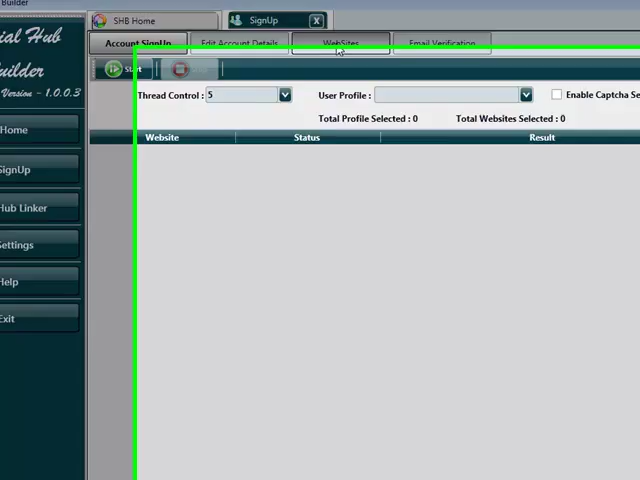 Builder
SHB Home
SignUp
X
ial Hub
uilder
Version - 1.0.0.3
Account SignUp
Edit Account Details
WebSites
Email Verification
Start
Thread Control : 5
User Profile :
Enable Captcha Se
Total Profile Selected : 0
Total Websites Selected : 0
Website
Status
Result
Home
SignUp
Hub Linker
Settings
Help
Exit